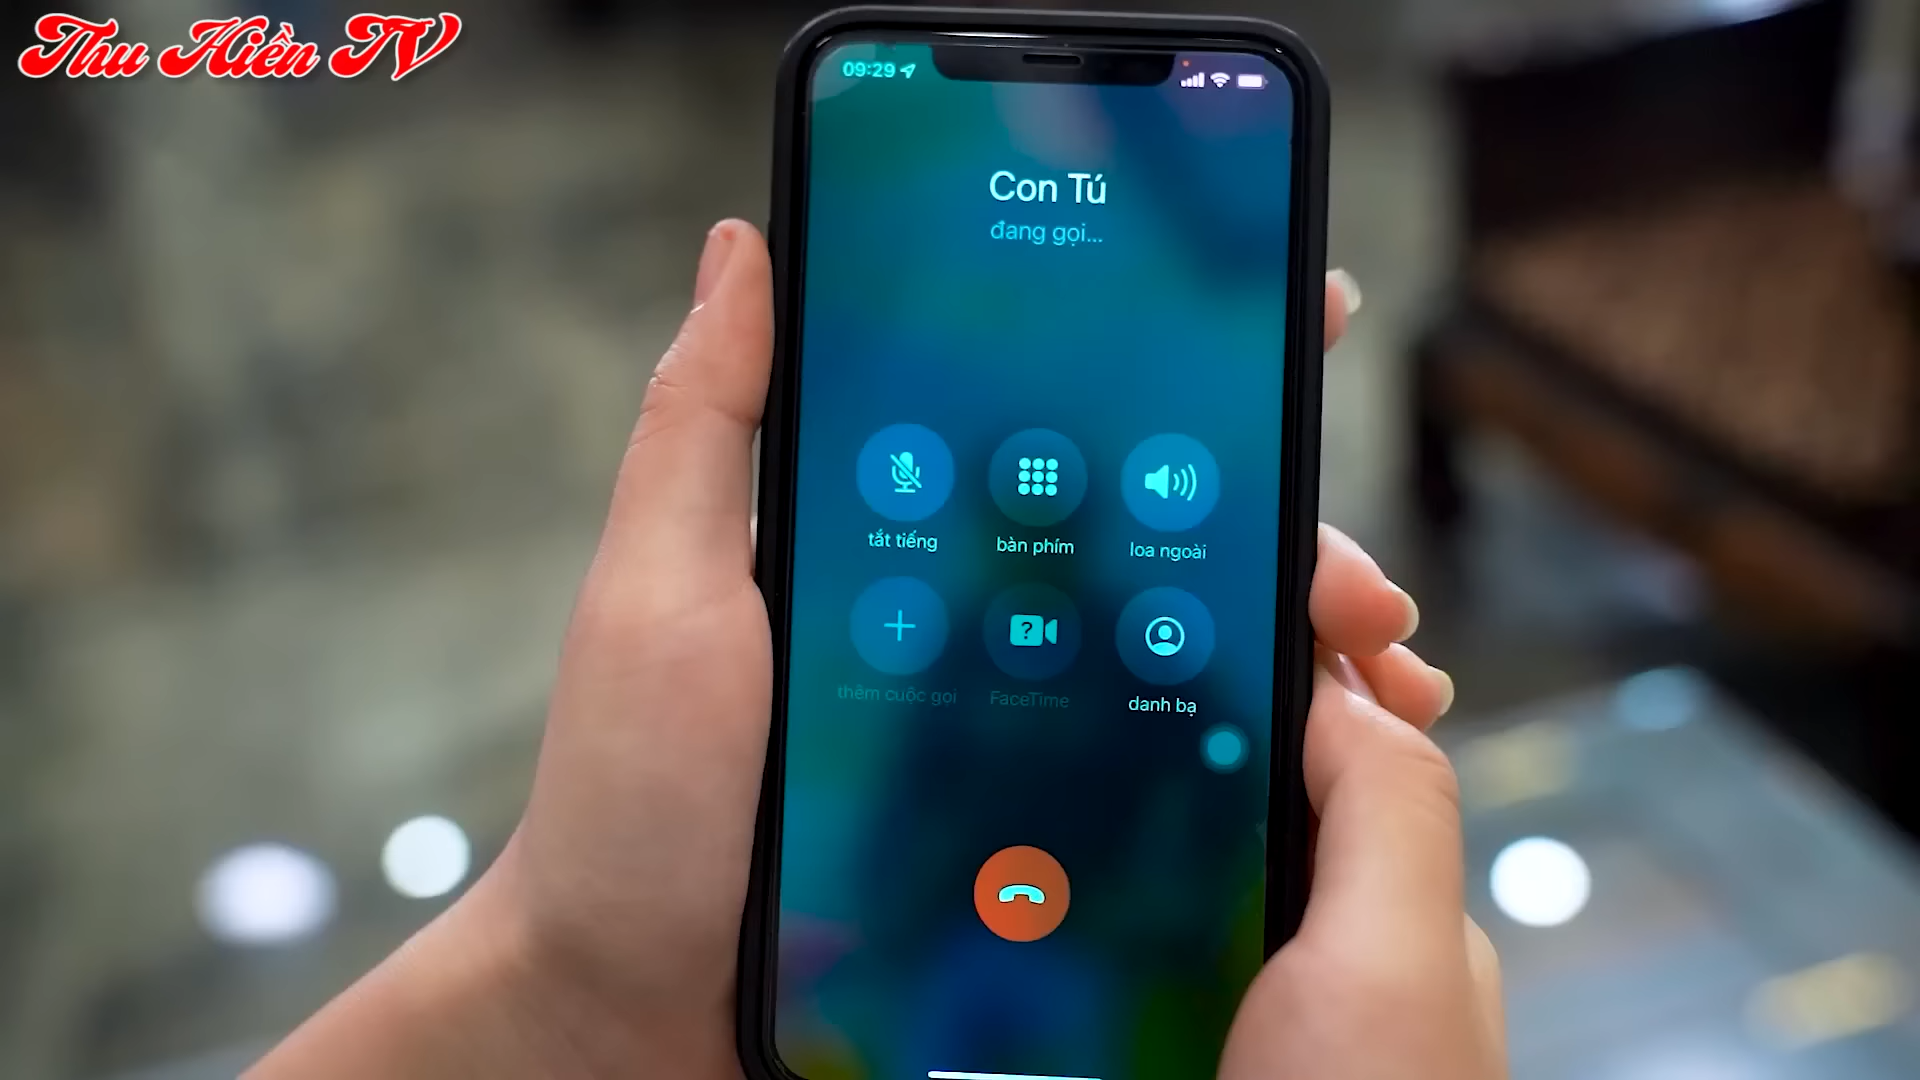 Thu Hiền TV
09:29
Con Tú
đang gọi...
tắt tiếng
bàn phím
loa ngoài
?
thêm cuộc gọi
FaceTime
danh bạ